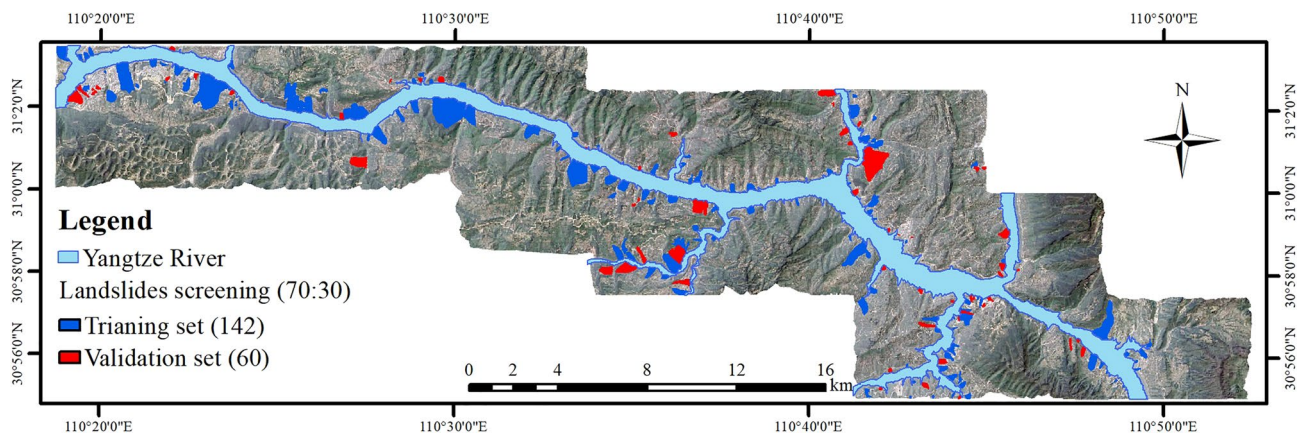 110°20'0"E 110°30'0"E 110°40'0"E 110°50'0"E
N
31°2'0"N 31°2'0"N
31°0'0"N 31°0'0"N
30°58'0"N 30°58'0"N
30°56'0"N 30°56'0"N
Legend
Yangtze River
Landslides screening (70:30)
Trianing set (142)
Validation set (60)
0 2 4 8 12 16
km
110°20'0"E 110°30'0"E 110°40'0"E 110°50'0"E